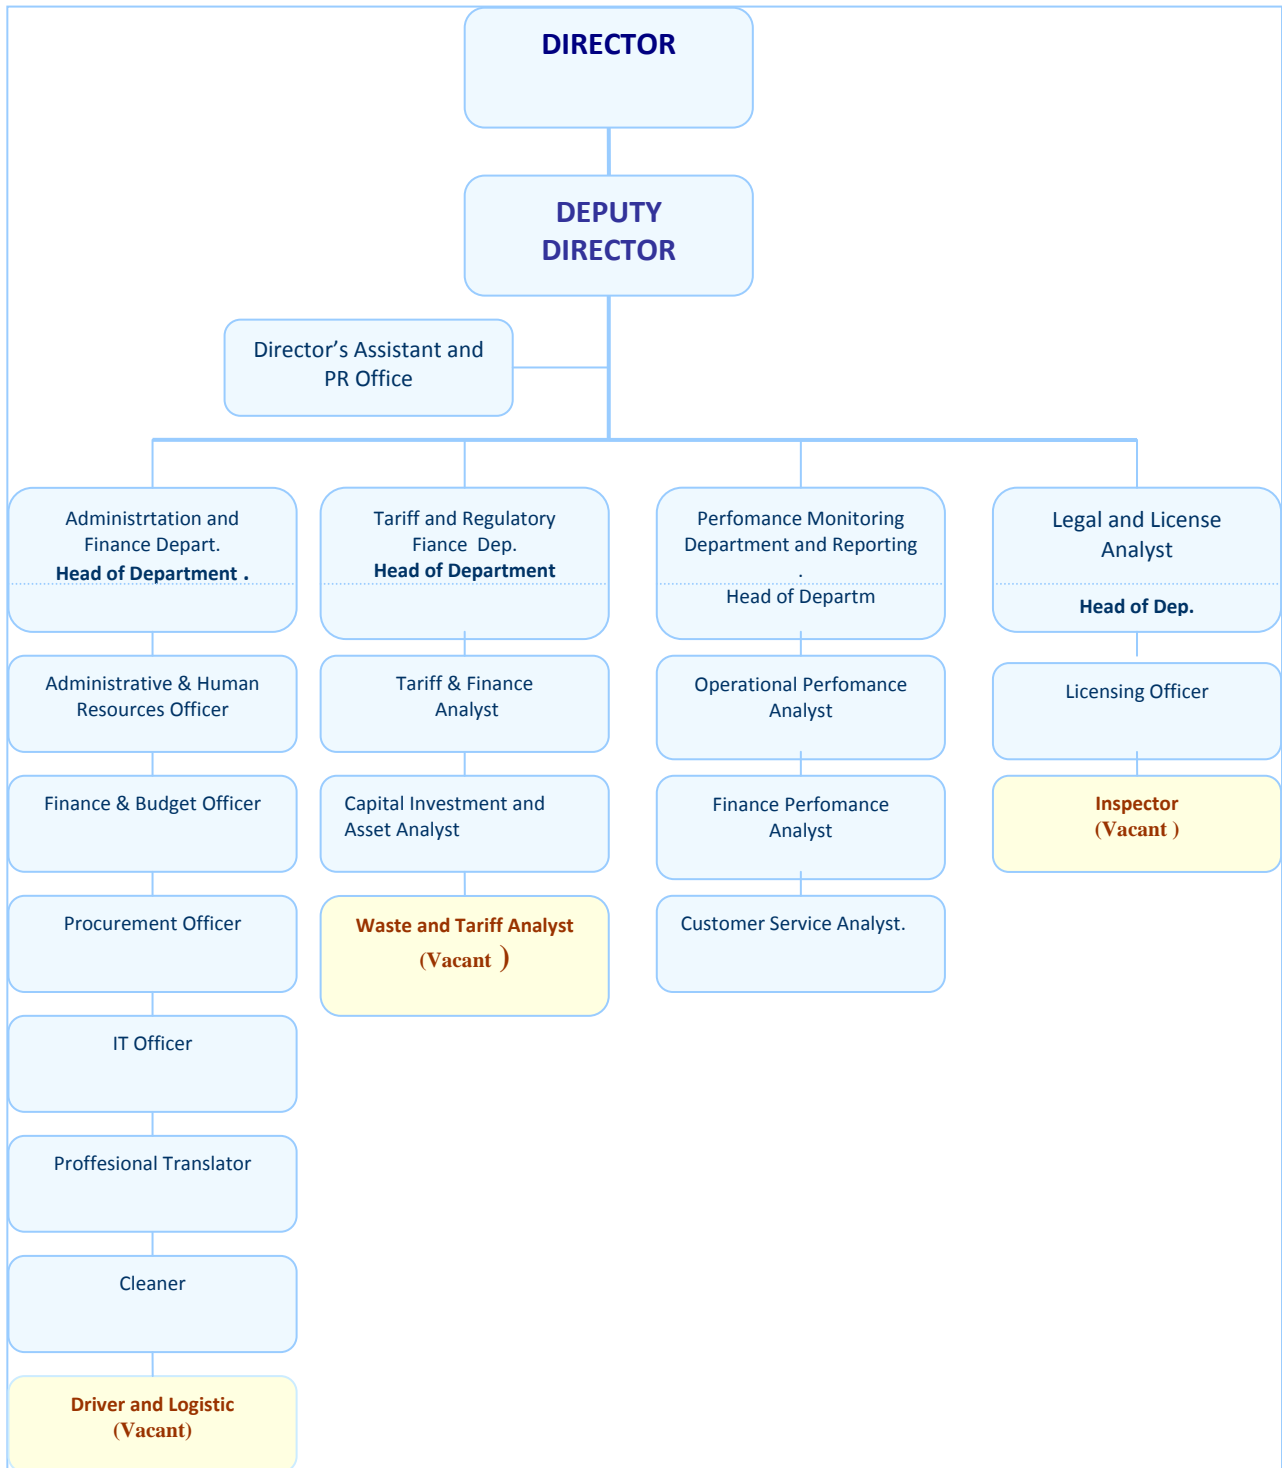 DIRECTOR
DEPUTY
DIRECTOR
Director’s Assistant and
PR Office
Administrtation and
Finance Depart.
Head of Department .
Tariff and Regulatory
Fiance Dep.
Head of Department
Perfomance Monitoring
Department and Reporting
.
Head of Departm
Legal and License
Analyst
Head of Dep.
Administrative & Human
Resources Officer
Tariff & Finance
Analyst
Operational Perfomance
Analyst
Licensing Officer
Finance & Budget Officer
Capital Investment and
Asset Analyst
Finance Perfomance
Analyst
Inspector
(Vacant )
Procurement Officer
Waste and Tariff Analyst
(Vacant )
Customer Service Analyst.
IT Officer
Proffesional Translator
Cleaner
Driver and Logistic
(Vacant)